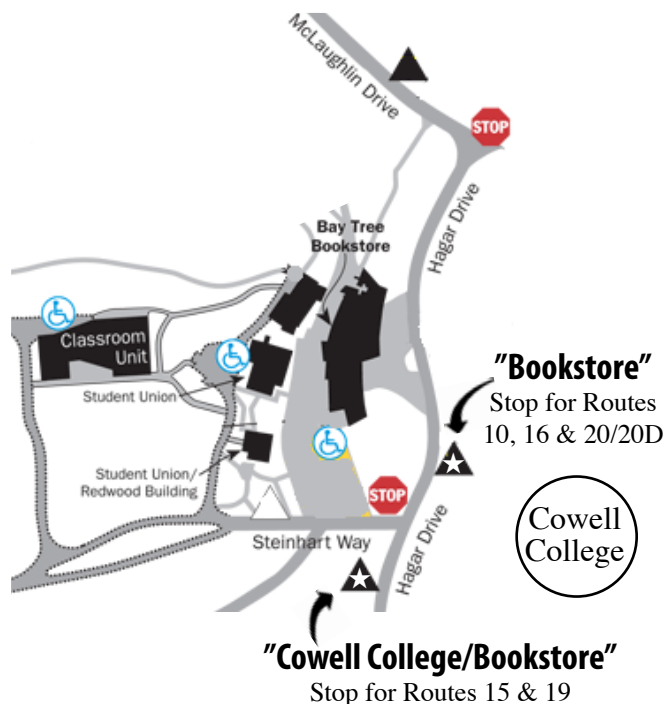 McLaughlin Drive
STOP
Hagar Drive
Bay Tree
Bookstore
Classroom
Unit
Student Union
Student Union/
Redwood Building
"Bookstore"
Stop for Routes
10, 16 & 20/20D
STOP
Cowell
College
Steinhart Way
Hagar Drive
"Cowell College/Bookstore"
Stop for Routes 15 & 19